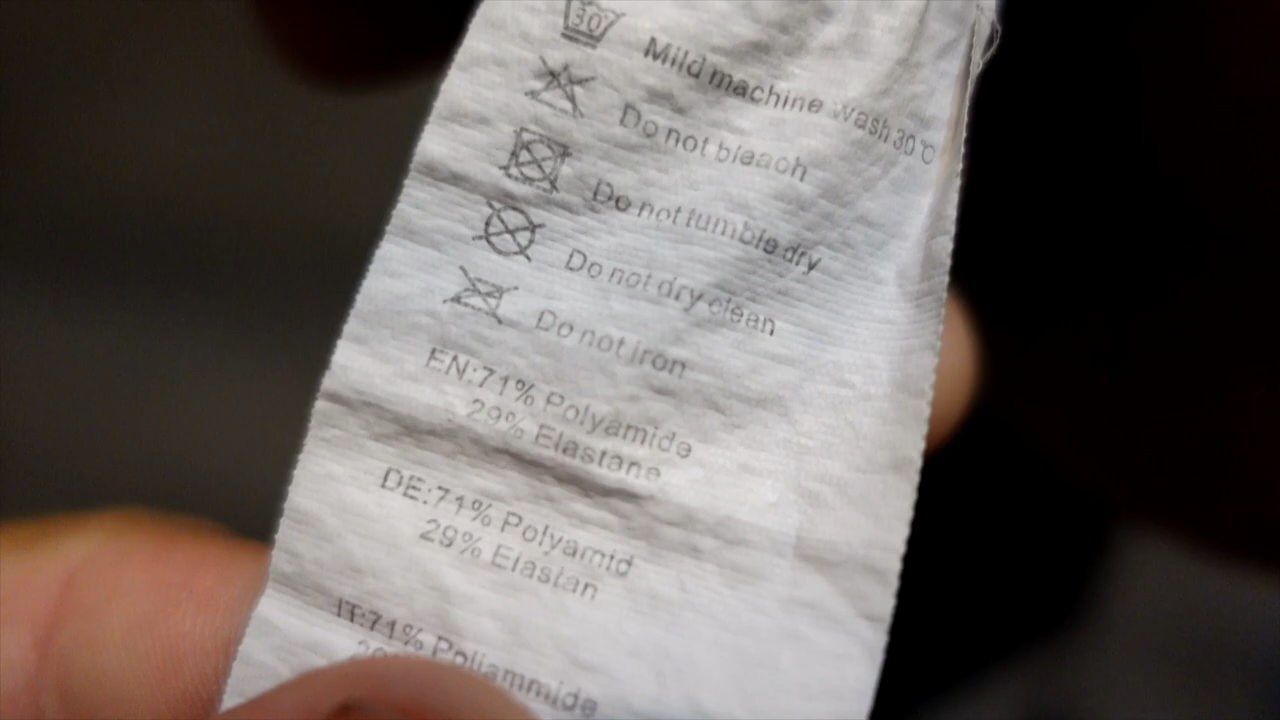 30
Mild machine wash 30℃
Do not bleach
Do not tumble dry
Do not dry clean
Do not iron
EN:71% Polyamide
29% Elastane
DE:71% Polyamid
29% Elastan
IT:71% Poliammide